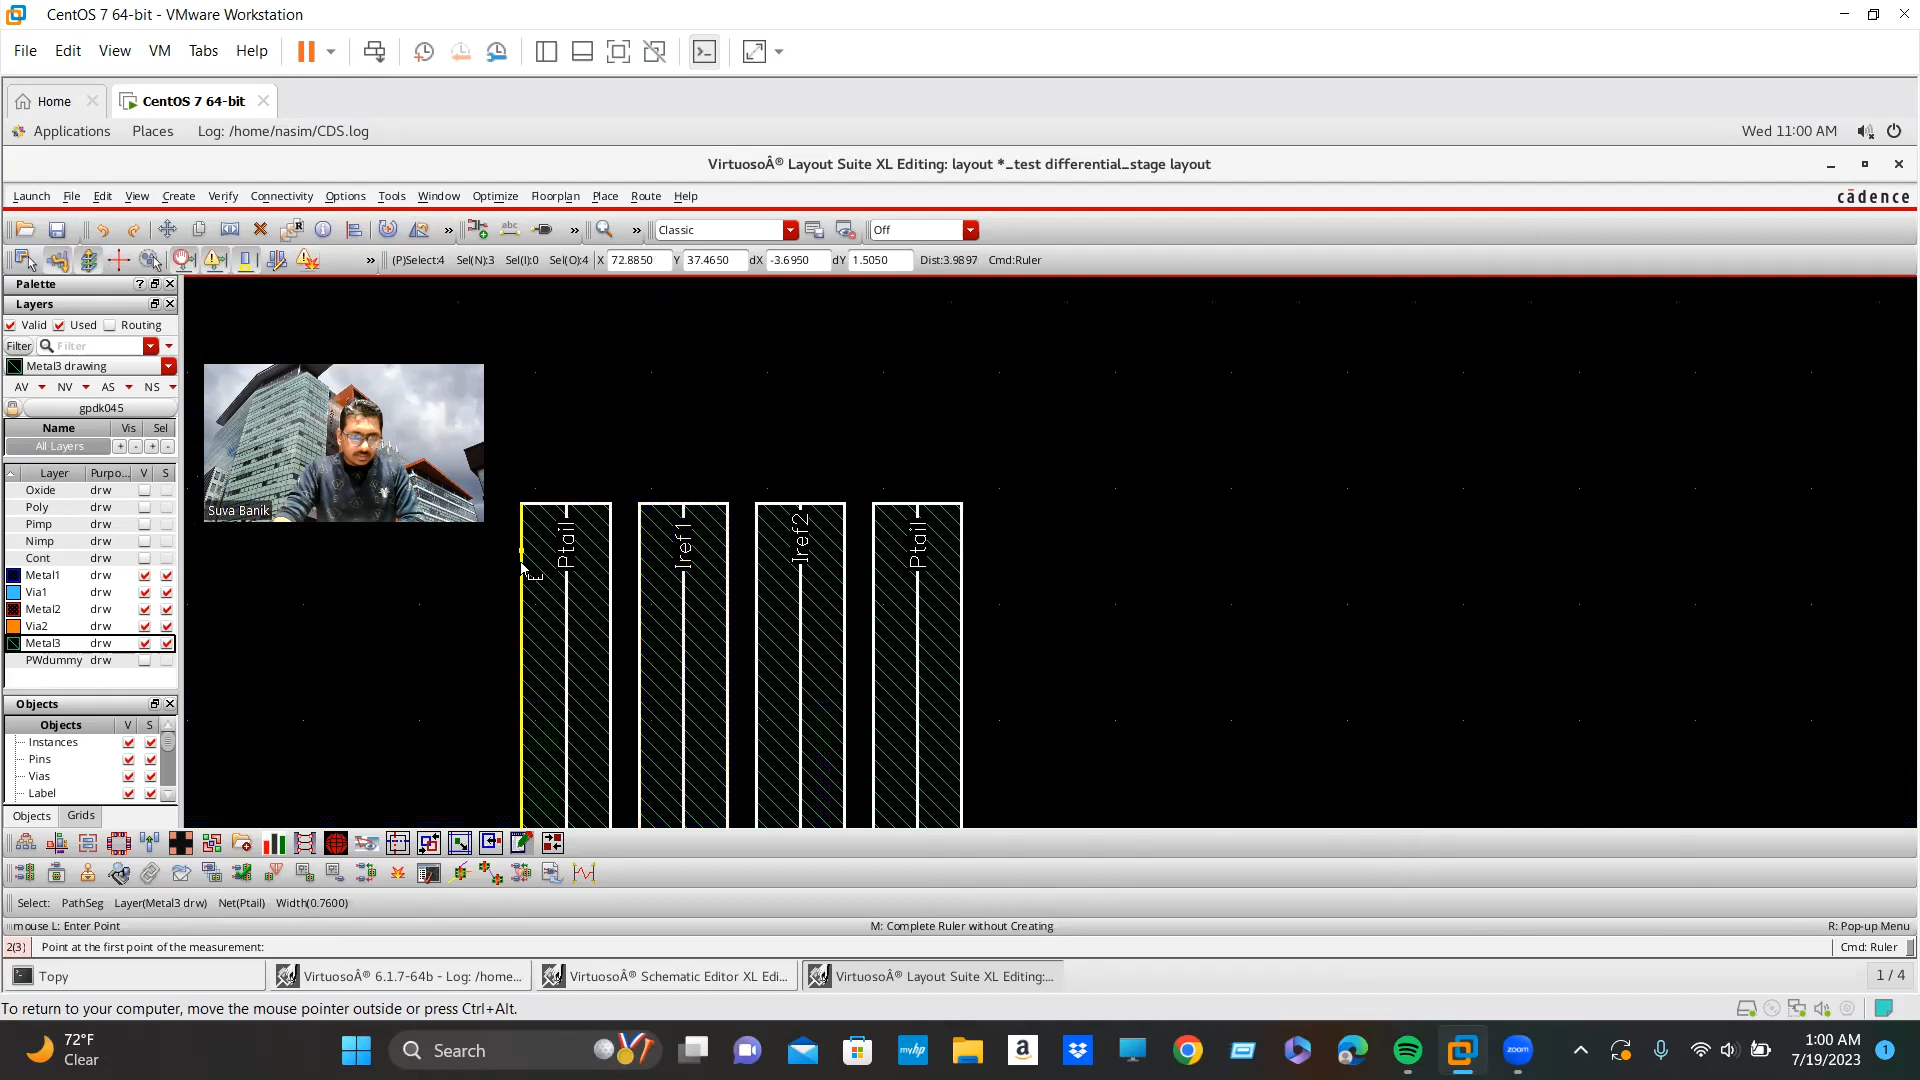 CentOS 7 64-bit - VMware Workstation
File Edit View VM Tabs Help
Home CentOS 7 64-bit
Applications Places Log: /home/nasim/CDS.log Wed 11:00 AM
VirtuosoÂ® Layout Suite XL Editing: layout *_test differential_stage layout
Launch File Edit View Create Verify Connectivity Options Tools Window Optimize Floorplan Place Route Help cādence
abc » » » Classic Off
» (P)Select:4 Sel(N):3 Sel(I):0 Sel(O):4 X 72.8850 Y 37.4650 dX -3.6950 dY 1.5050 Dist:3.9897 Cmd:Ruler
Palette
Layers
Valid Used Routing
Filter Filter
Metal3 drawing
AV NV AS NS
gpdk045
Name Vis Sel
All Layers + - + -
Layer Purpo... V S
Oxide drw
Poly drw
Pimp drw
Nimp drw
Cont drw
Metal1 drw
Via1 drw
Metal2 drw
Via2 drw
Metal3 drw
PWdummy drw
Objects
Objects V S
Instances
Pins
Vias
Label
Objects Grids
Suva Banik
Ptail
Iref1
Iref2
Ptail
E
Select: PathSeg Layer(Metal3 drw) Net(Ptail) Width(0.7600)
mouse L: Enter Point M: Complete Ruler without Creating R: Pop-up Menu
2(3) Point at the first point of the measurement: Cmd: Ruler
Topy VirtuosoÂ® 6.1.7-64b - Log: /home... VirtuosoÂ® Schematic Editor XL Edi... VirtuosoÂ® Layout Suite XL Editing:... 1 / 4
To return to your computer, move the mouse pointer outside or press Ctrl+Alt.
72°F
Clear
Search
myhp
zoom
1:00 AM
7/19/2023
1